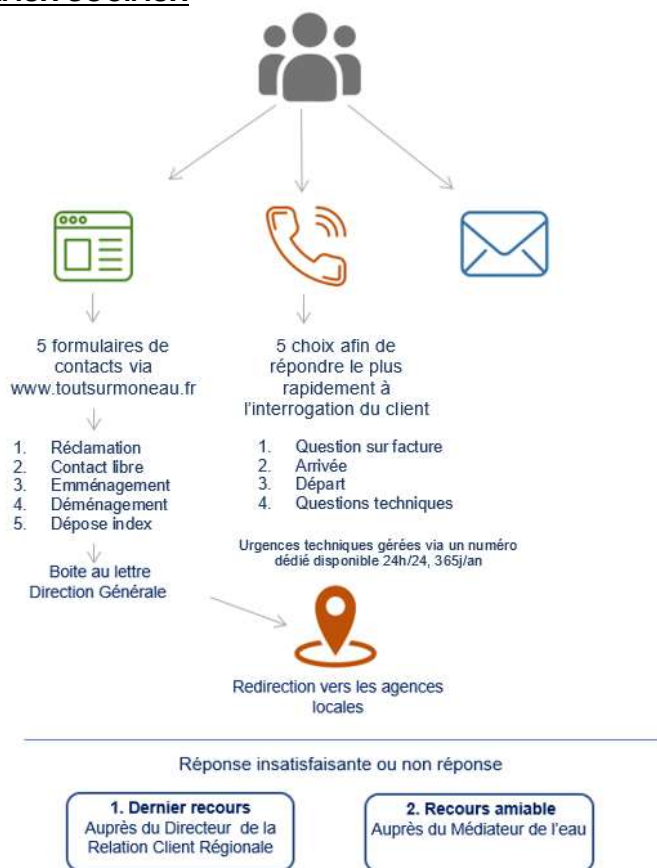 5 formulaires de
contacts via
www.toutsurmoneau.fr
1. Réclamation
2. Contact libre
3. Emménagement
4. Déménagement
5. Dépose index
Boite au lettre
Direction Générale
5 choix afin de
répondre le plus
rapidement à
l'interrogation du client
1. Question sur facture
2. Arrivée
3. Départ
4. Questions techniques
Urgences techniques gérées via un numéro
dédié disponible 24h/24, 365j/an
Redirection vers les agences
locales
Réponse insatisfaisante ou non réponse
1. Dernier recours
Auprès du Directeur de la
Relation Client Régionale
2. Recours amiable
Auprès du Médiateur de l'eau